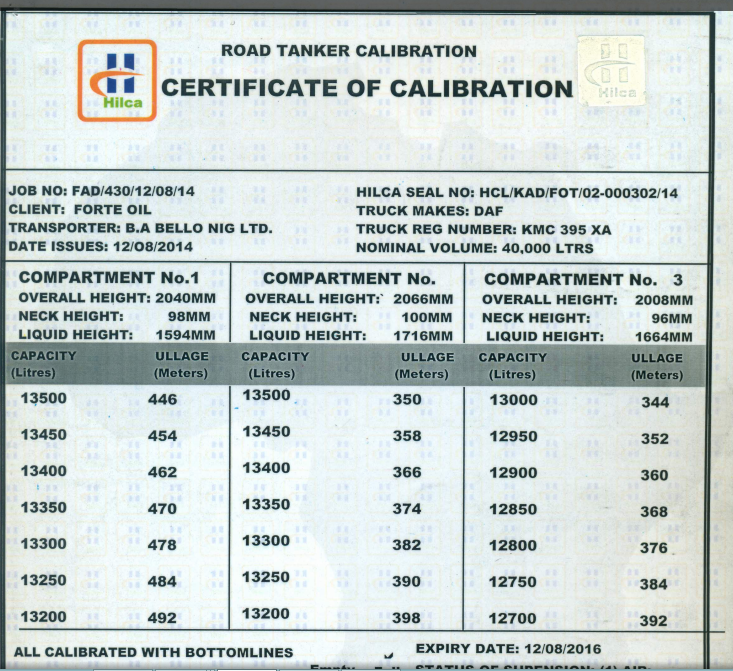 ROAD TANKER CALIBRATION
CERTIFICATE OF CALIBRATION
Hilca
Hilca
JOB NO: FAD/430/12/08/14
CLIENT: FORTE OIL
TRANSPORTER: B.A BELLO NIG LTD.
DATE ISSUES: 12/08/2014
HILCA SEAL NO: HCL/KAD/FOT/02-000302/14
TRUCK MAKES: DAF
TRUCK REG NUMBER: KMC 395 XA
NOMINAL VOLUME: 40,000 LTRS
COMPARTMENT No.1 COMPARTMENT No. COMPARTMENT No. 3
OVERALL HEIGHT: 2040MM OVERALL HEIGHT: 2066MM OVERALL HEIGHT: 2008MM
NECK HEIGHT: 98MM NECK HEIGHT: 100MM NECK HEIGHT: 96MM
LIQUID HEIGHT: 1594MM LIQUID HEIGHT: 1716MM LIQUID HEIGHT: 1664MM
CAPACITY ULLAGE CAPACITY ULLAGE CAPACITY ULLAGE
(Litres) (Meters) (Litres) (Meters) (Litres) (Meters)
13500 446 13500 350 13000 344
13450 454 13450 358 12950 352
13400 462 13400 366 12900 360
13350 470 13350 374 12850 368
13300 478 13300 382 12800 376
13250 484 13250 390 12750 384
13200 492 13200 398 12700 392
ALL CALIBRATED WITH BOTTOMLINES EXPIRY DATE: 12/08/2016